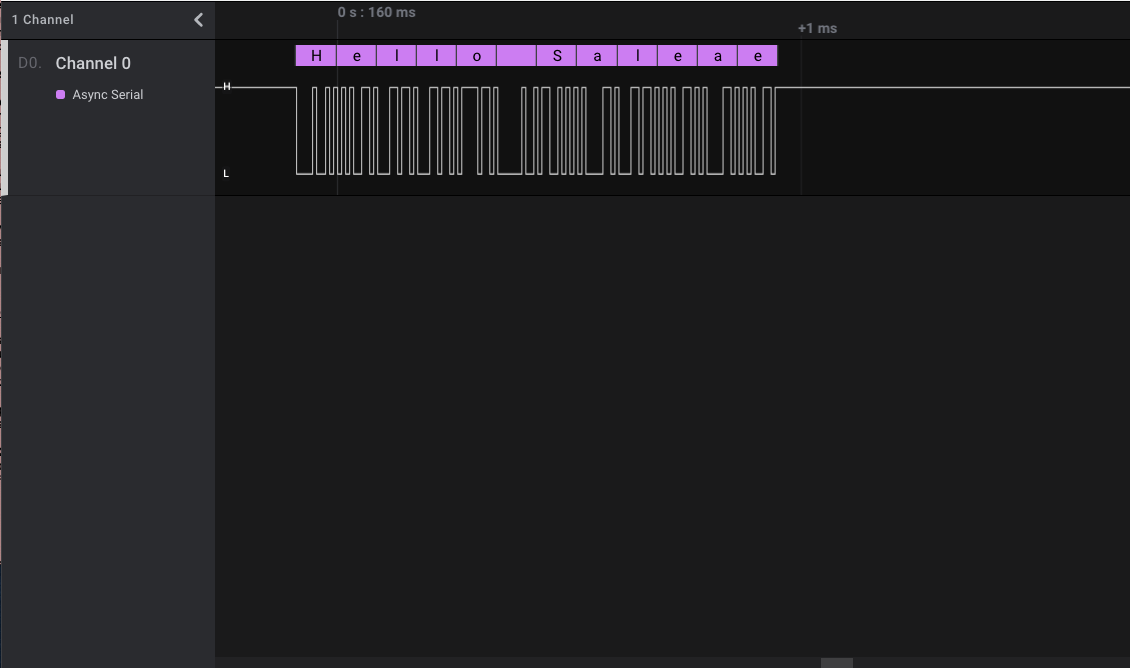 1 Channel
0 s : 160 ms
+1 ms
D0. Channel 0
Async Serial
H e l l o S a l e a e
H
L